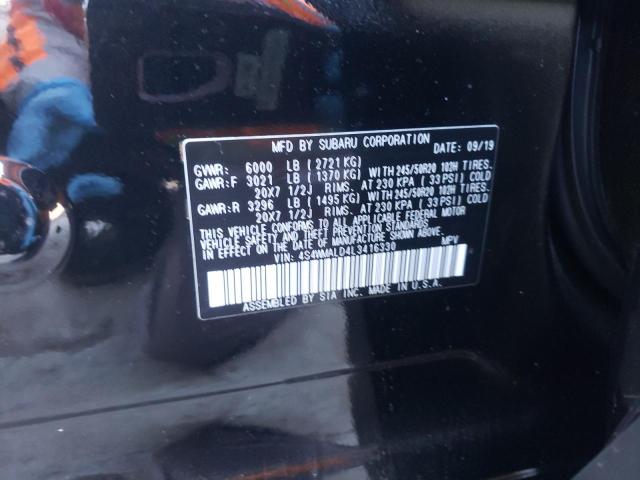 MFD BY SUBARU CORPORATION DATE: 09/19
GVWR: 6000 LB (2721 KG)
GAWR:F 3021 LB (1370 KG) WITH 245/50R20 102H TIRES.
20X7 1/2J RIMS. AT 230 KPA (33 PSI) COLD
GAWR:R 3296 LB (1495 KG) WITH 245/50R20 102H TIRES.
20X7 1/2J RIMS. AT 230 KPA (33 PSI) COLD
THIS VEHICLE CONFORMS TO ALL APPLICABLE FEDERAL MOTOR
VEHICLE SAFETY AND THEFT PREVENTION STANDARDS IN
EFFECT ON THE DATE OF MANUFACTURE SHOWN ABOVE.
VIN: 4S4WMALD4L3416330 MPV
ASSEMBLED BY SIA INC. MADE IN U.S.A.